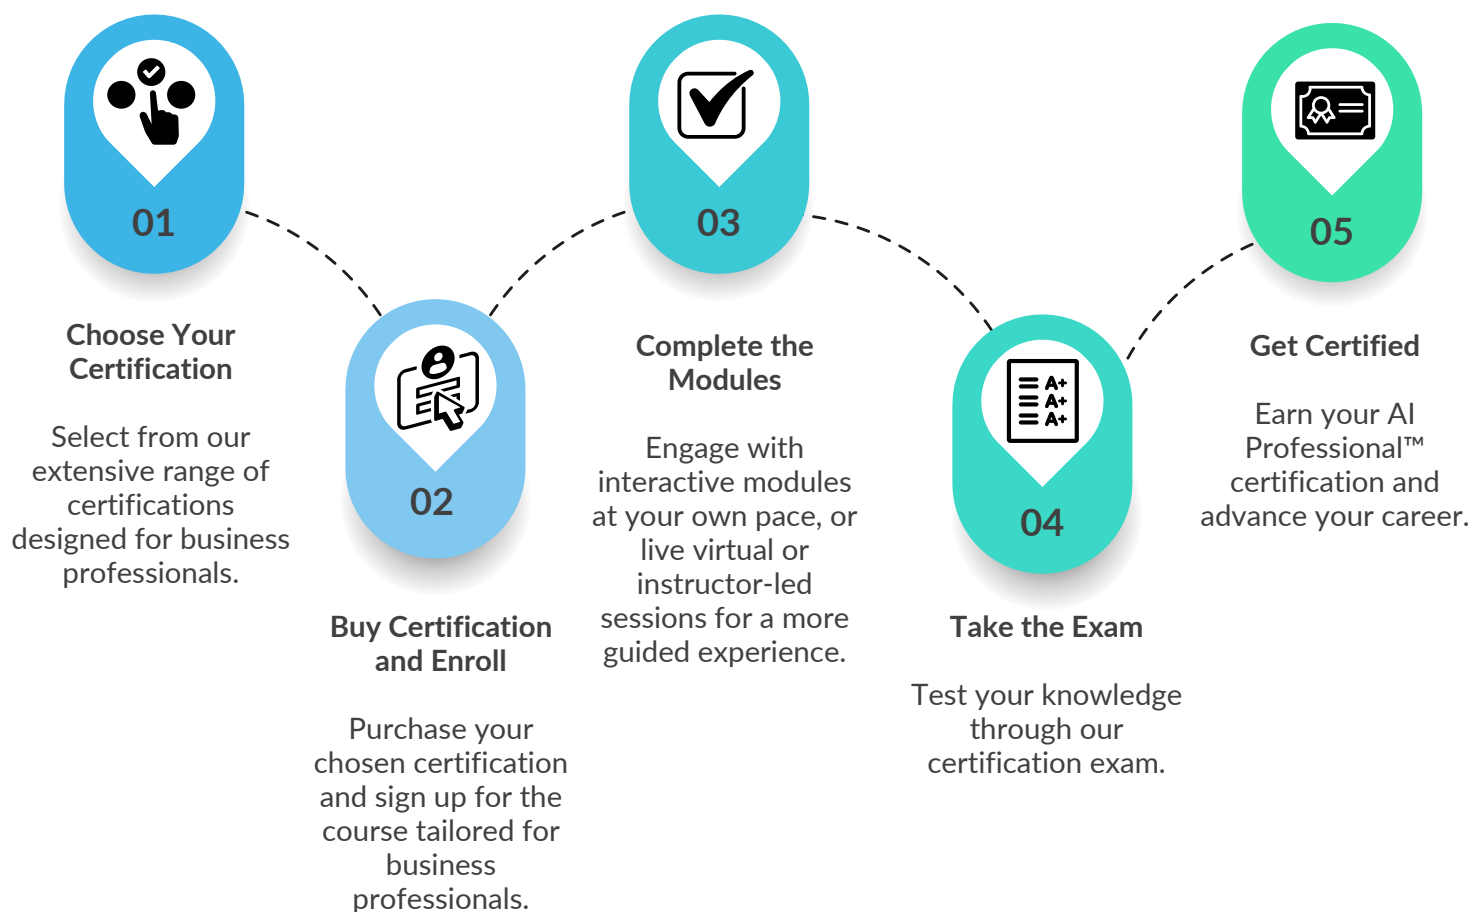 01
Choose Your
Certification
Select from our
extensive range of
certifications
designed for business
professionals.
02
Buy Certification
and Enroll
Purchase your
chosen certification
and sign up for the
course tailored for
business
professionals.
03
Complete the
Modules
Engage with
interactive modules
at your own pace, or
live virtual or
instructor-led
sessions for a more
guided experience.
A+
A+
A+
04
Take the Exam
Test your knowledge
through our
certification exam.
05
Get Certified
Earn your AI
Professional™
certification and
advance your career.